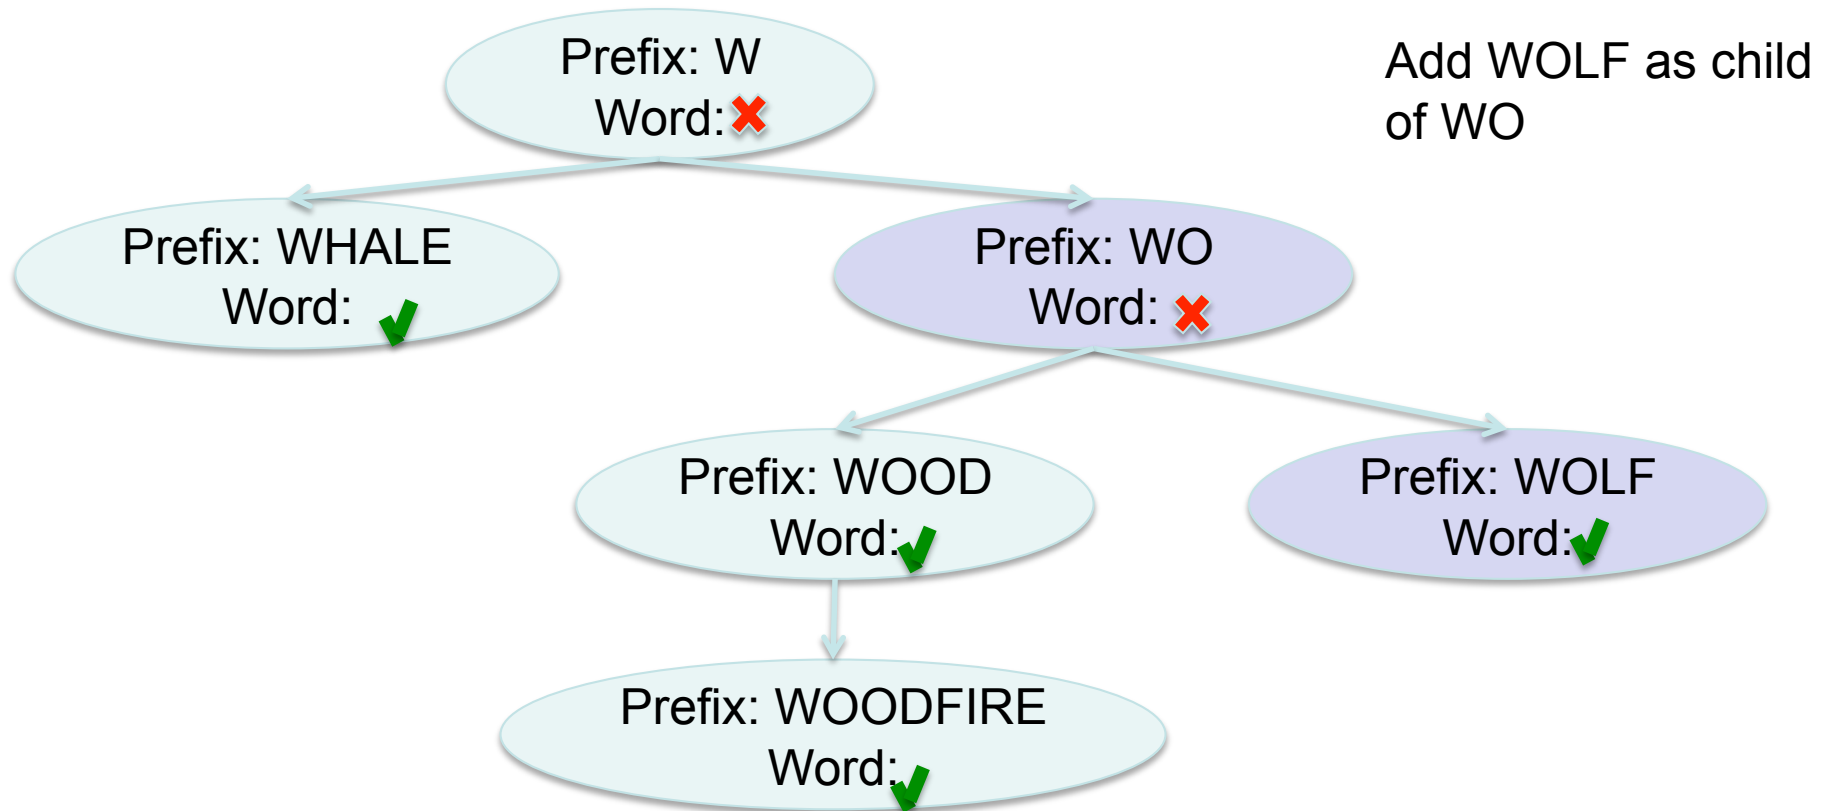 Prefix: W
Word:
Add WOLF as child
of WO
Prefix: WHALE
Word:
Prefix: WO
Word:
Prefix: WOOD
Word:
Prefix: WOLF
Word:
Prefix: WOODFIRE
Word: